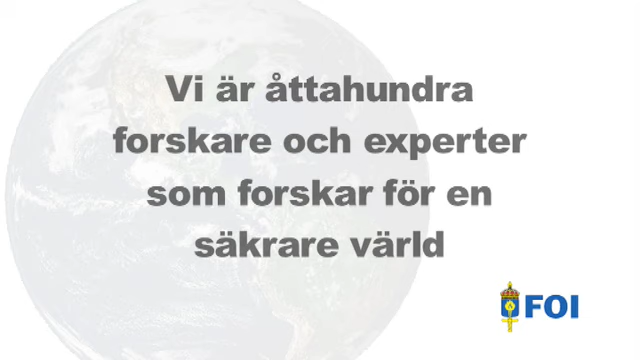 Vi är åttahundra
forskare och experter
som forskar för en
säkrare värld
FOI